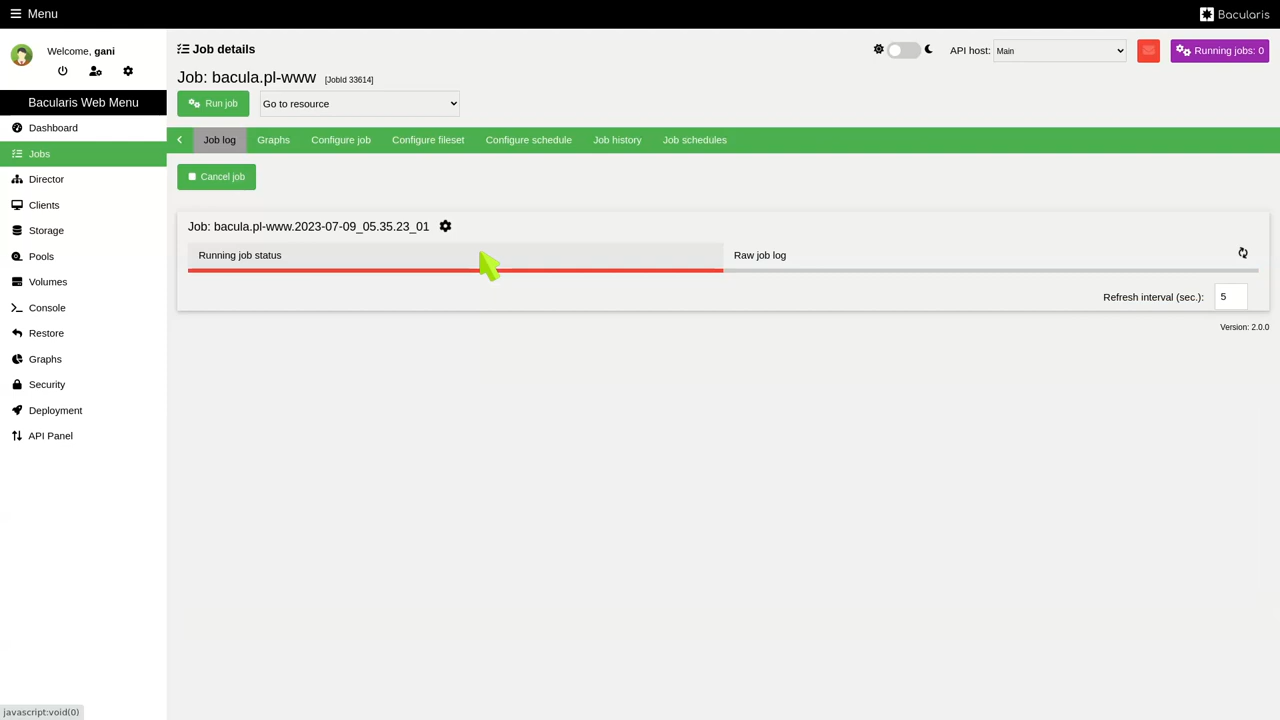 Menu
Bacularis
Welcome, gani
Bacularis Web Menu
Dashboard
Jobs
Director
Clients
Storage
Pools
Volumes
Console
Restore
Graphs
Security
Deployment
API Panel
Job details
API host: Main
Running jobs: 0
Job: bacula.pl-www [JobId 33614]
Run job Go to resource
Job log Graphs Configure job Configure fileset Configure schedule Job history Job schedules
Cancel job
Job: bacula.pl-www.2023-07-09_05.35.23_01
Running job status Raw job log
Refresh interval (sec.): 5
Version: 2.0.0
javascript:void(0)